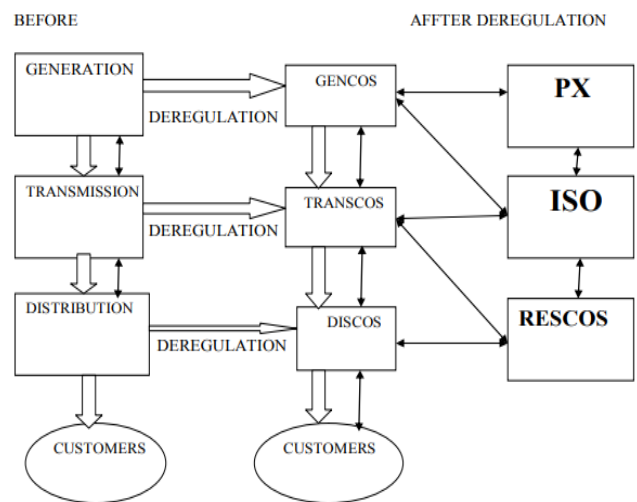 BEFORE
AFFTER DEREGULATION
GENERATION
GENCOS
PX
DEREGULATION
TRANSMISSION
TRANSCOS
ISO
DEREGULATION
DISTRIBUTION
DISCOS
RESCOS
DEREGULATION
CUSTOMERS
CUSTOMERS